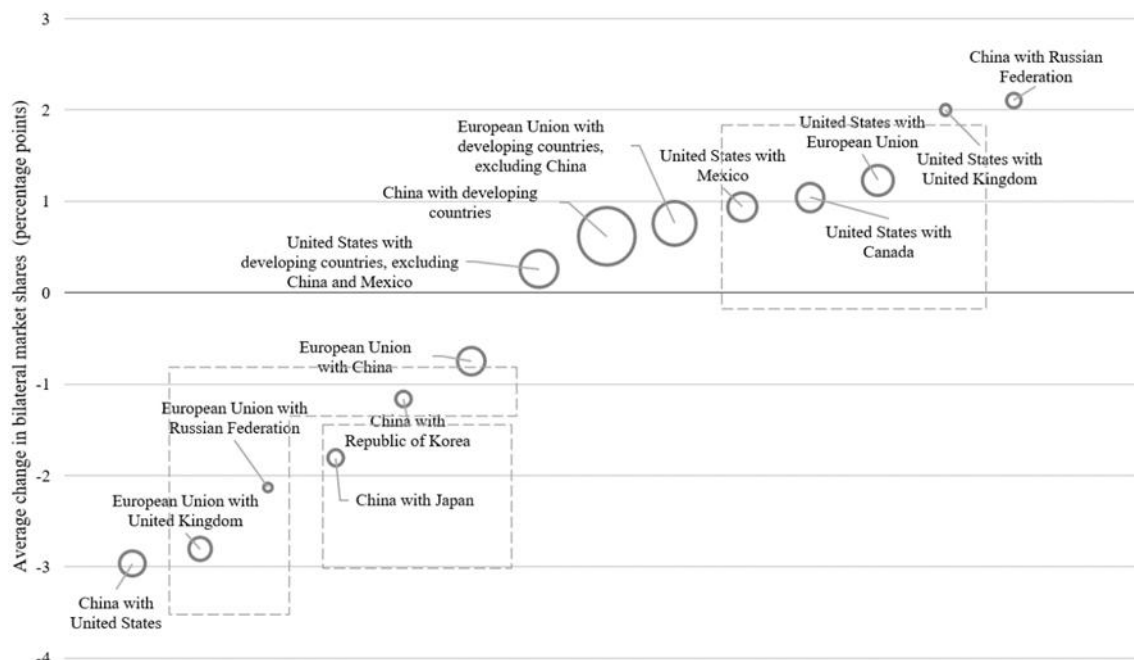 3
China with Russian
Federation
2
United States with
European Union
European Union with
developing countries,
excluding China
United States with
Mexico
United States with
United Kingdom
China with developing
countries
1
United States with
Canada
United States with
developing countries, excluding
China and Mexico
0
Average change in bilateral market shares (percentage points)
European Union
with China
-1
European Union with
Russian Federation
China with
Republic of Korea
-2
European Union with
United Kingdom
China with Japan
-3
China with
United States
-4